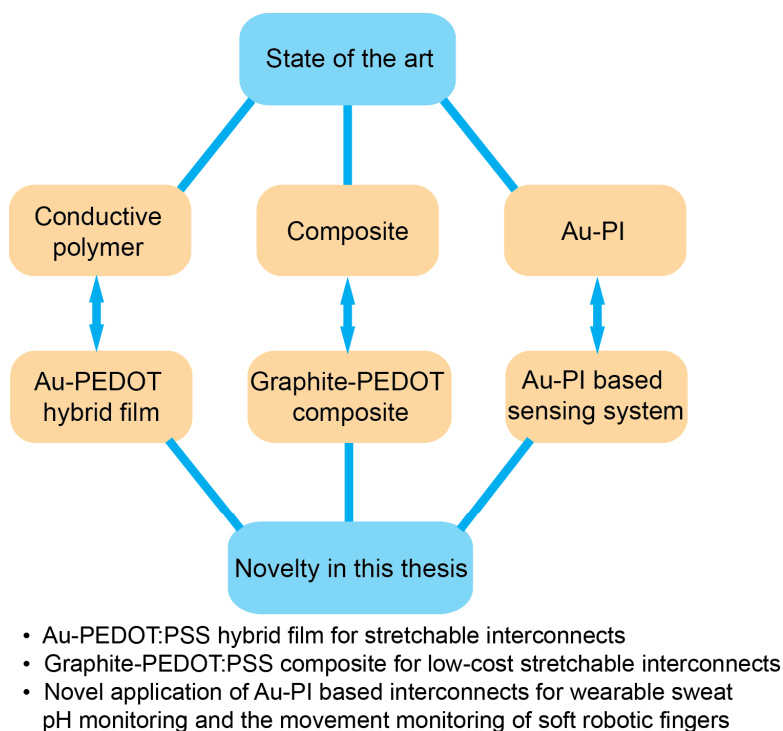 State of the art
Conductive
polymer
Composite
Au-PI
Au-PEDOT
hybrid film
Graphite-PEDOT
composite
Au-PI based
sensing system
Novelty in this thesis
• Au-PEDOT:PSS hybrid film for stretchable interconnects
• Graphite-PEDOT:PSS composite for low-cost stretchable interconnects
• Novel application of Au-PI based interconnects for wearable sweat
pH monitoring and the movement monitoring of soft robotic fingers